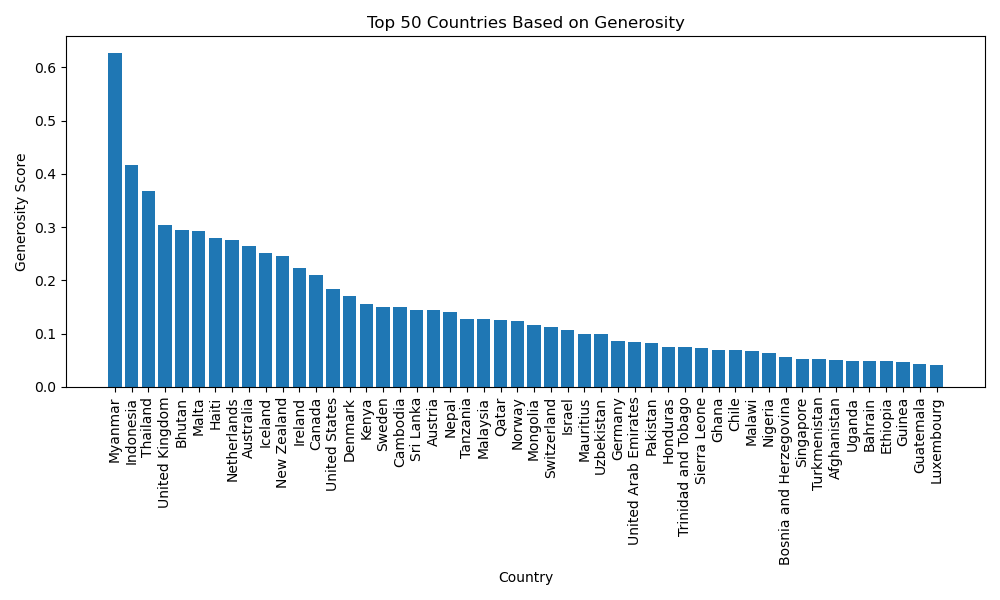 Top 50 Countries Based on Generosity
Generosity Score
0.6
0.5
0.4
0.3
0.2
0.1
0.0
Myanmar
Indonesia
Thailand
United Kingdom
Bhutan
Malta
Haiti
Netherlands
Australia
Iceland
New Zealand
Ireland
Canada
United States
Denmark
Kenya
Sweden
Cambodia
Sri Lanka
Austria
Nepal
Tanzania
Malaysia
Qatar
Norway
Mongolia
Switzerland
Israel
Mauritius
Uzbekistan
Germany
United Arab Emirates
Pakistan
Honduras
Trinidad and Tobago
Sierra Leone
Ghana
Chile
Malawi
Nigeria
Bosnia and Herzegovina
Singapore
Turkmenistan
Afghanistan
Uganda
Bahrain
Ethiopia
Guinea
Guatemala
Luxembourg
Country